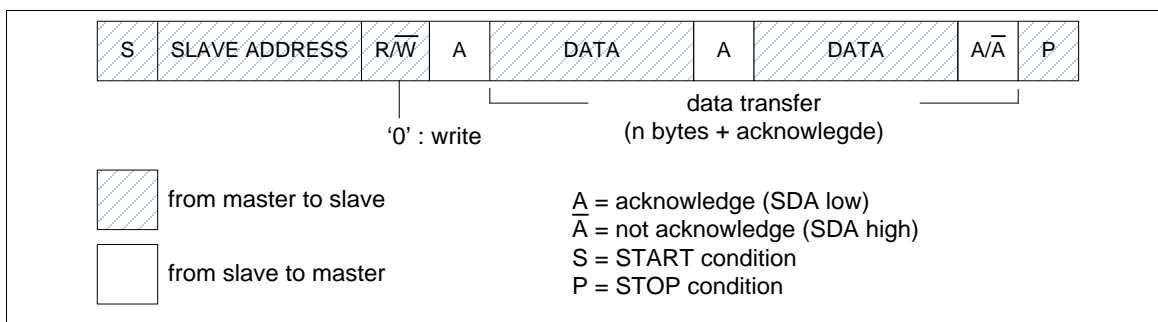 S SLAVE ADDRESS R/W̅ A DATA A DATA A/A̅ P
data transfer
(n bytes + acknowlegde)
‘0’ : write
from master to slave
from slave to master
A = acknowledge (SDA low)
A̅ = not acknowledge (SDA high)
S = START condition
P = STOP condition